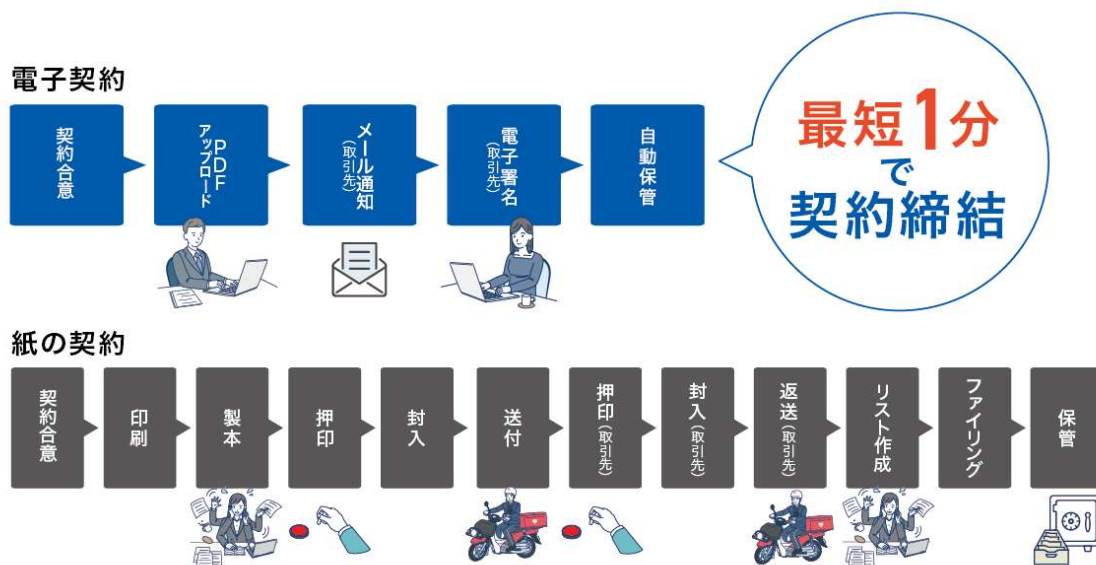 電子契約
契約合意
PDF
アップロード
メール通知
(取引先)
電子署名
(取引先)
自動保管
最短1分
で
契約締結
紙の契約
契約合意
印刷
製本
押印
封入
送付
押印(取引先)
封入(取引先)
返送(取引先)
リスト作成
ファイリング
保管